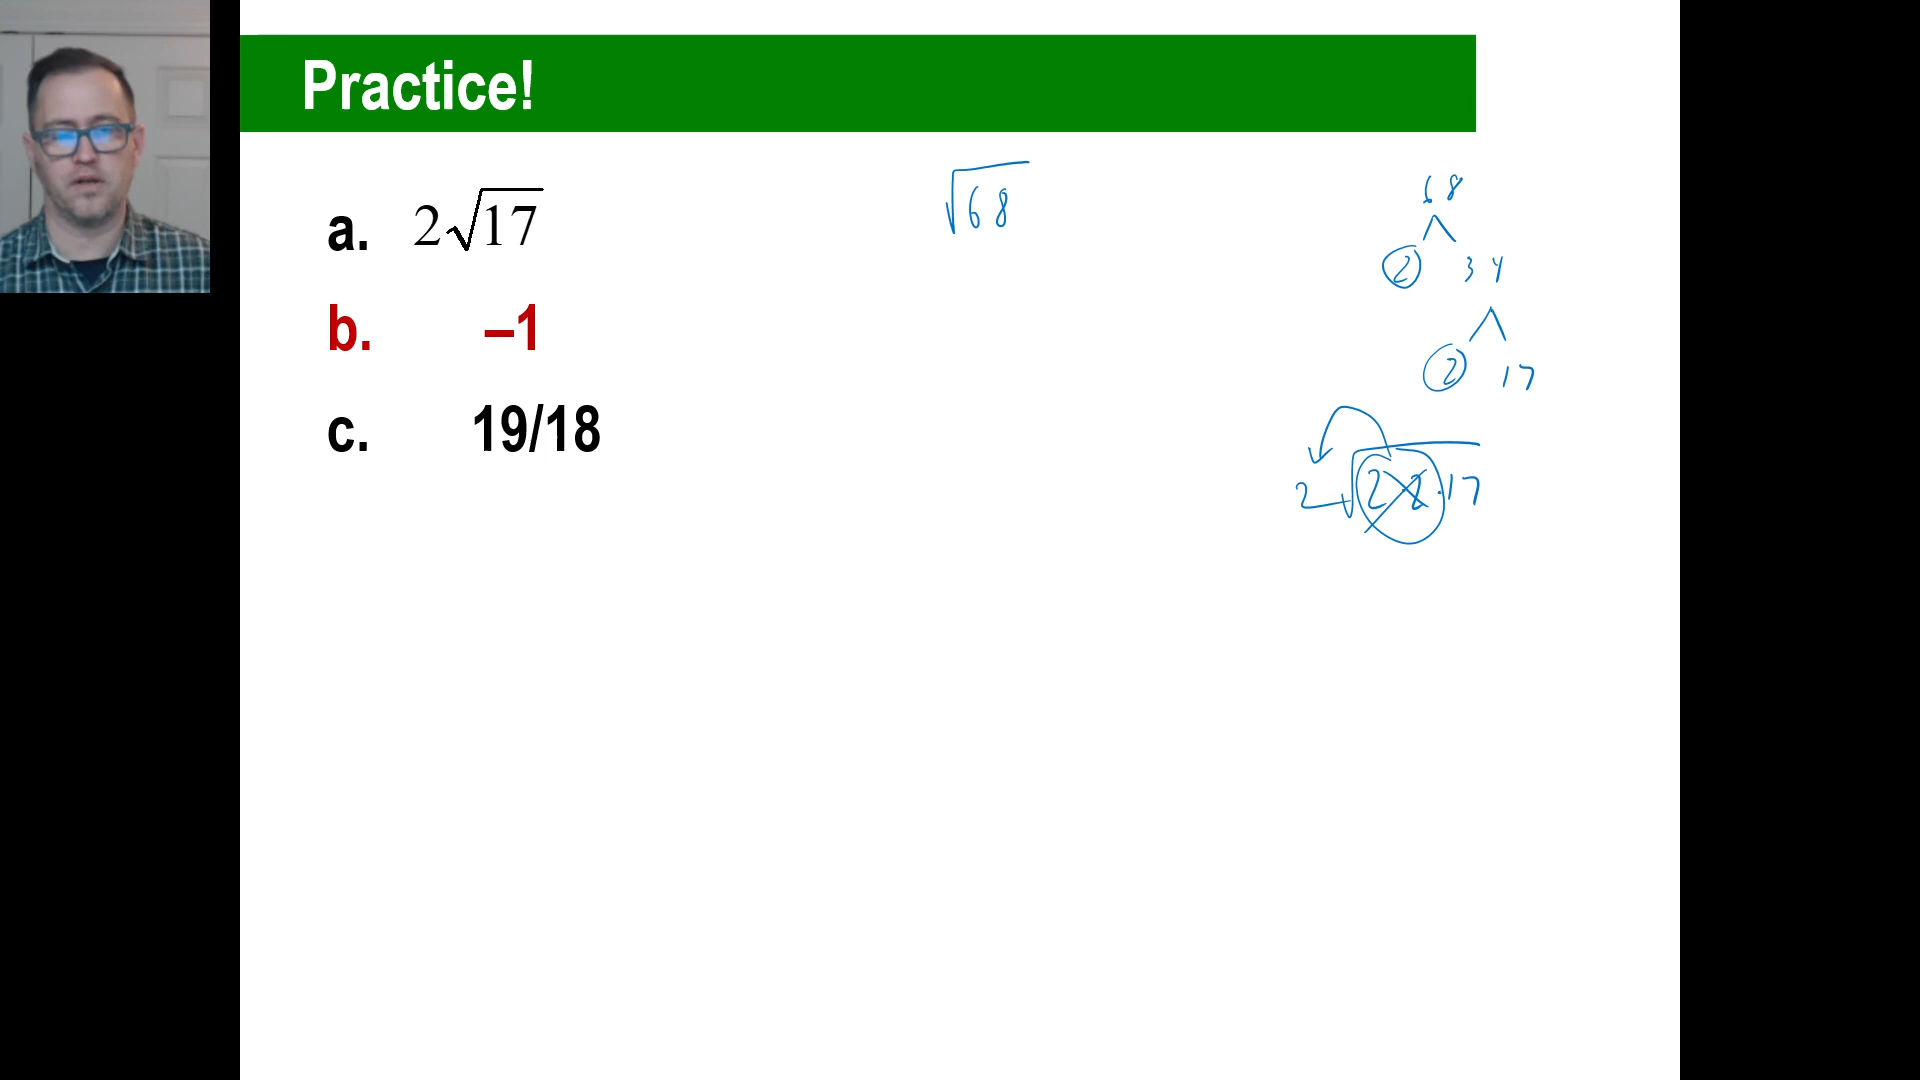 Practice!
a. 2√17
b. –1
c. 19/18
√68
68
2 34
2 17
2√2·2·17